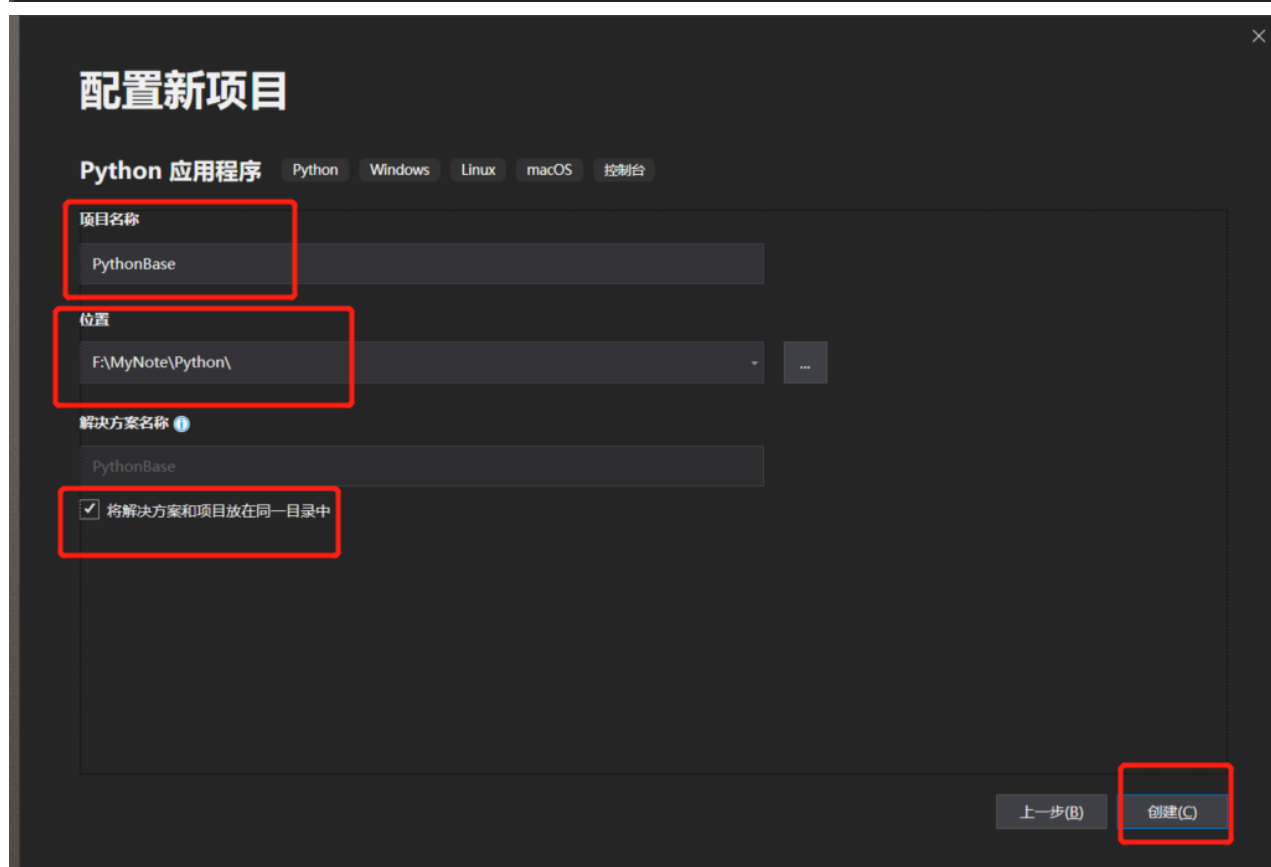 配置新项目
Python 应用程序 Python Windows Linux macOS 控制台
项目名称
PythonBase
位置
F:\MyNote\Python\
...
解决方案名称
PythonBase
将解决方案和项目放在同一目录中
上一步(B) 创建(C)